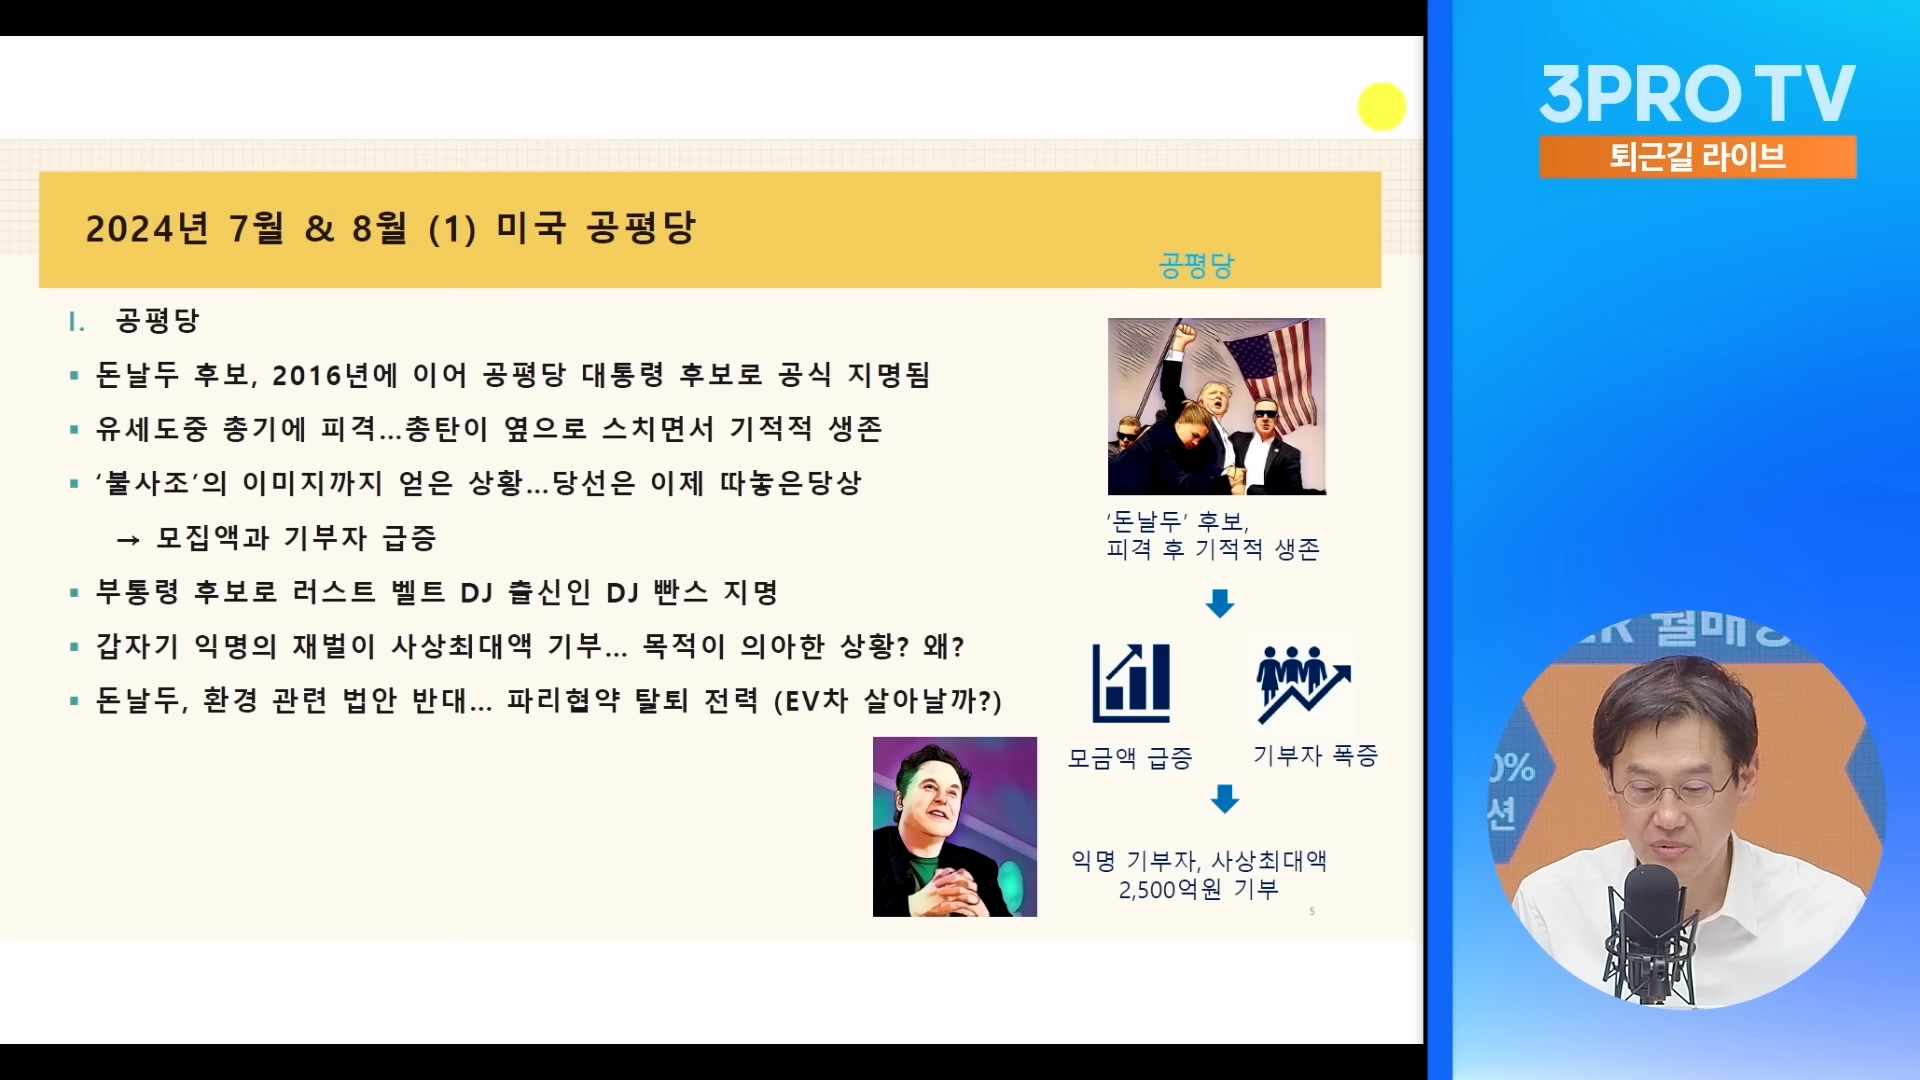 3PRO TV
퇴근길 라이브
2024년 7월 & 8월 (1) 미국 공평당
공평당
I. 공평당
▪ 돈날두 후보, 2016년에 이어 공평당 대통령 후보로 공식 지명됨
▪ 유세도중 총기에 피격...총탄이 옆으로 스치면서 기적적 생존
▪ ‘불사조’의 이미지까지 얻은 상황...당선은 이제 따놓은당상
→ 모집액과 기부자 급증
▪ 부통령 후보로 러스트 벨트 DJ 출신인 DJ 빤스 지명
▪ 갑자기 익명의 재벌이 사상최대액 기부... 목적이 의아한 상황? 왜?
▪ 돈날두, 환경 관련 법안 반대... 파리협약 탈퇴 전력 (EV차 살아날까?)
‘돈날두’ 후보,
피격 후 기적적 생존
모금액 급증
기부자 폭증
익명 기부자, 사상최대액
2,500억원 기부
5
월매
0%
션